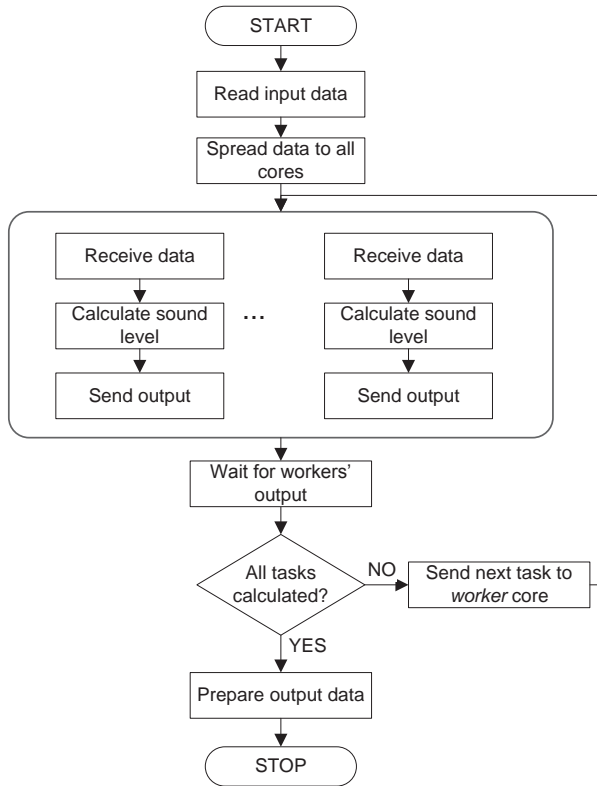 START
Read input data
Spread data to all
cores
Receive data
Calculate sound
level
Send output
...
Receive data
Calculate sound
level
Send output
Wait for workers'
output
All tasks
calculated?
NO
Send next task to
worker core
YES
Prepare output data
STOP